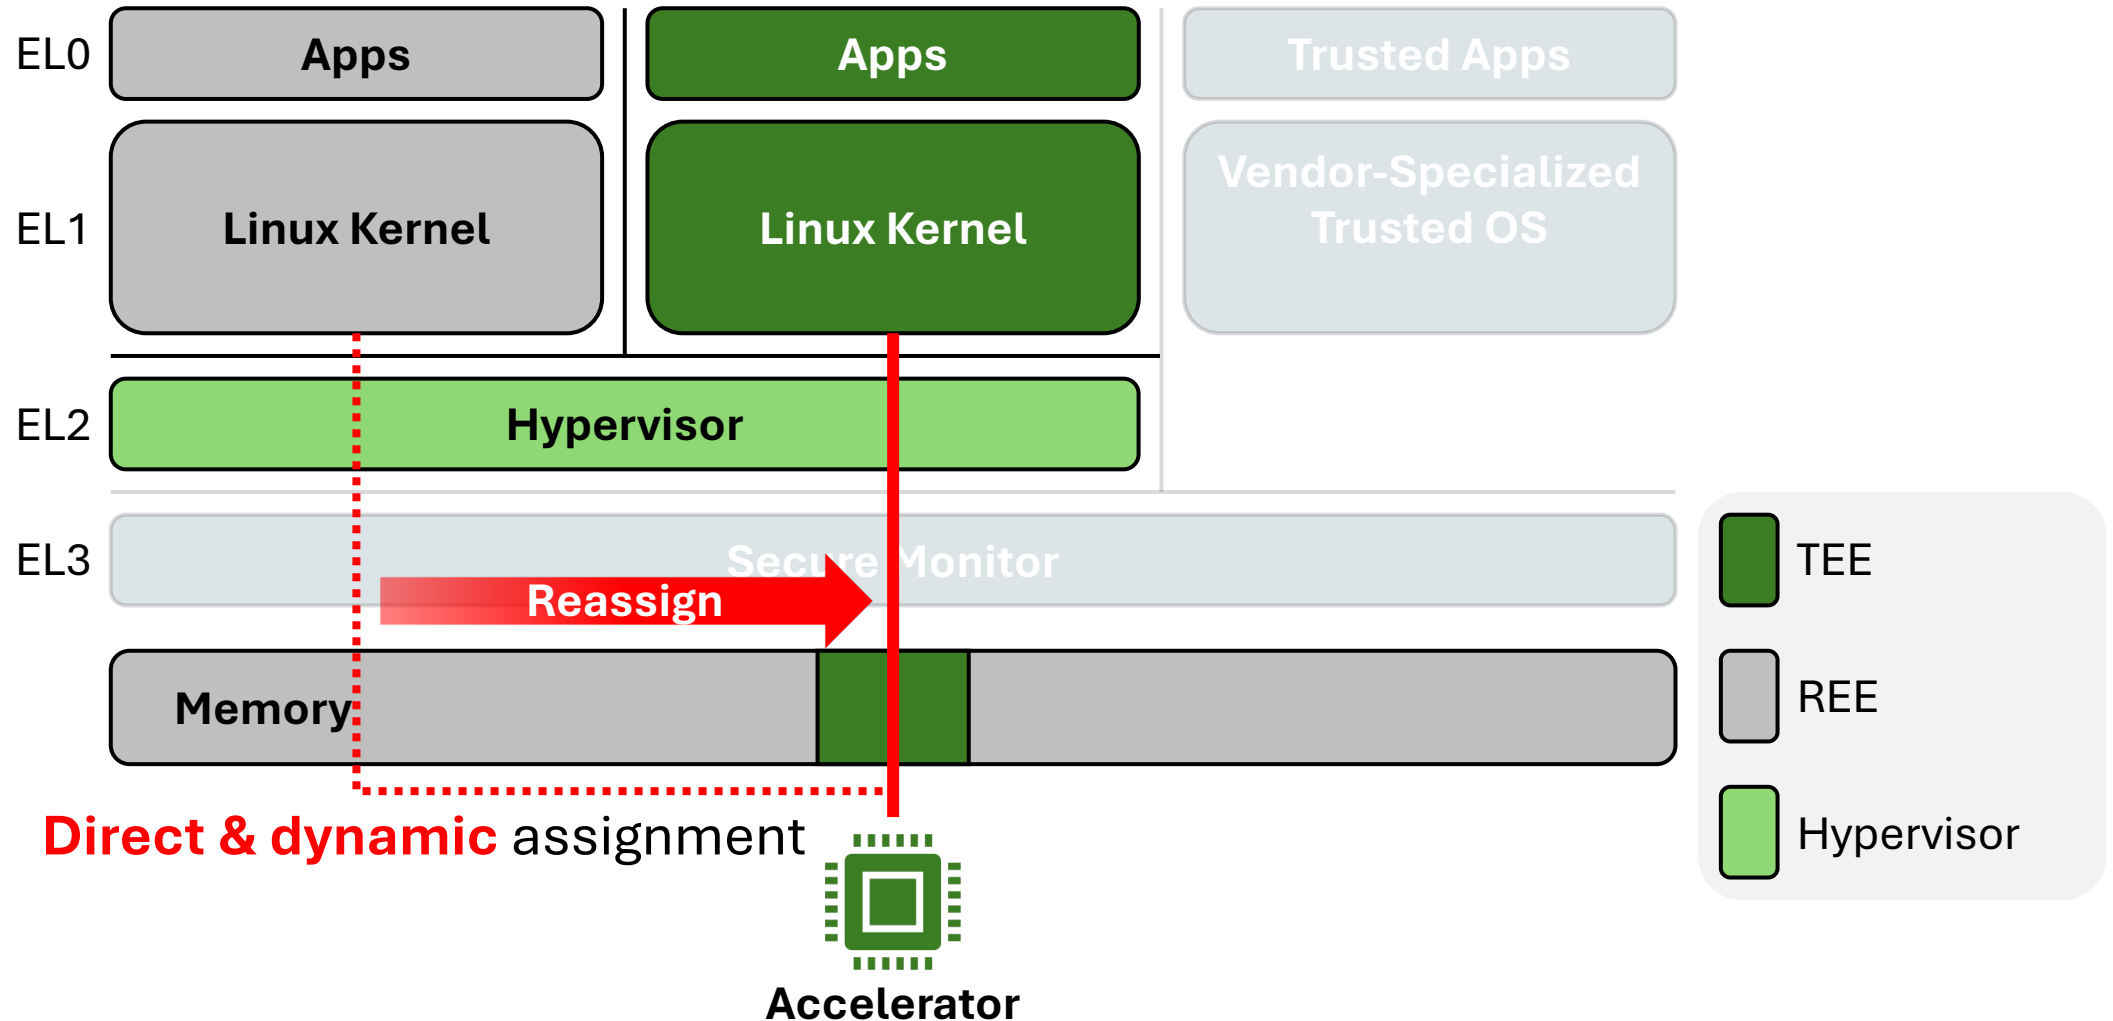 EL0
Apps
Apps
Trusted Apps
EL1
Linux Kernel
Linux Kernel
Vendor-Specialized
Trusted OS
EL2
Hypervisor
EL3
Secure Monitor
Reassign
Memory
Direct & dynamic assignment
Accelerator
TEE
REE
Hypervisor